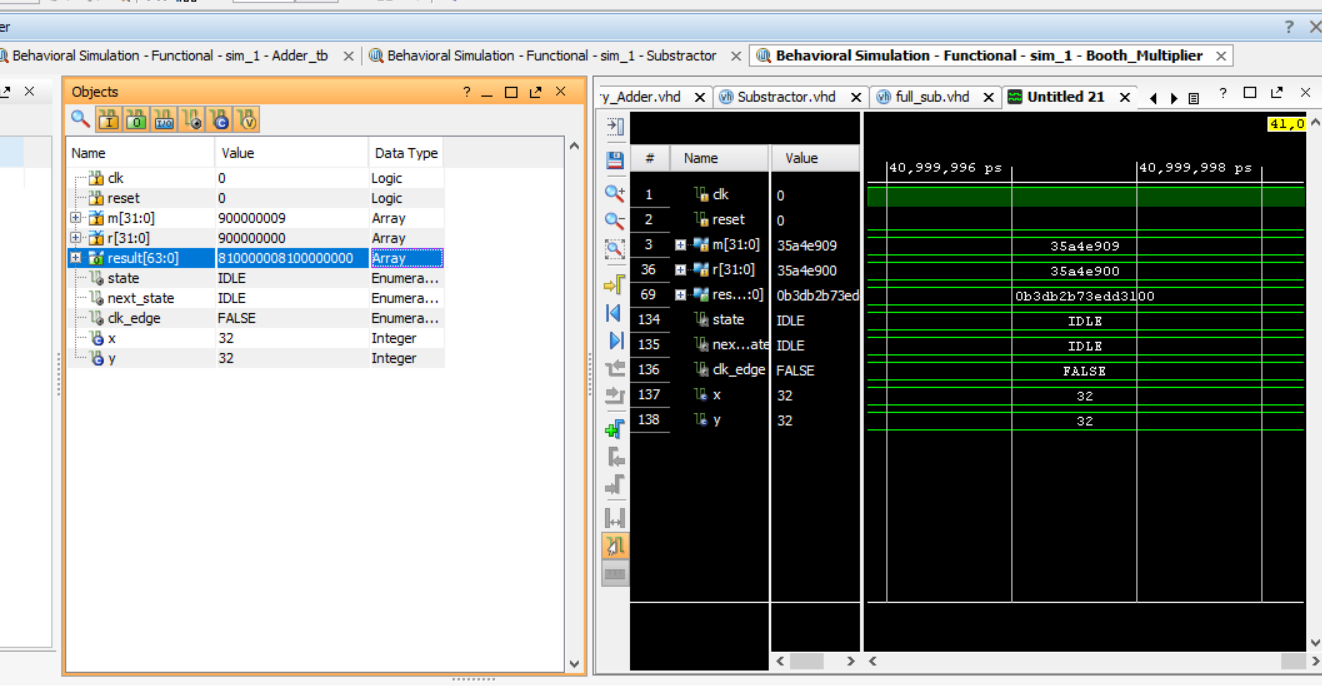 er ? ×
Behavioral Simulation - Functional - sim_1 - Adder_tb × Behavioral Simulation - Functional - sim_1 - Substractor × Behavioral Simulation - Functional - sim_1 - Booth_Multiplier ×
Objects ? _ □ ×
Name Value Data Type
clk 0 Logic
reset 0 Logic
m[31:0] 900000009 Array
r[31:0] 900000000 Array
result[63:0] 810000008100000000 Array
state IDLE Enumera...
next_state IDLE Enumera...
clk_edge FALSE Enumera...
x 32 Integer
y 32 Integer
y_Adder.vhd × Substractor.vhd × full_sub.vhd × Untitled 21 × ? □ ×
41,0
# Name Value 40,999,996 ps 40,999,998 ps
1 clk 0
2 reset 0
3 m[31:0] 35a4e909 35a4e909
36 r[31:0] 35a4e900 35a4e900
69 res...:0] 0b3db2b73ed 0b3db2b73edd3100
134 state IDLE IDLE
135 nex...ate IDLE IDLE
136 clk_edge FALSE FALSE
137 x 32 32
138 y 32 32